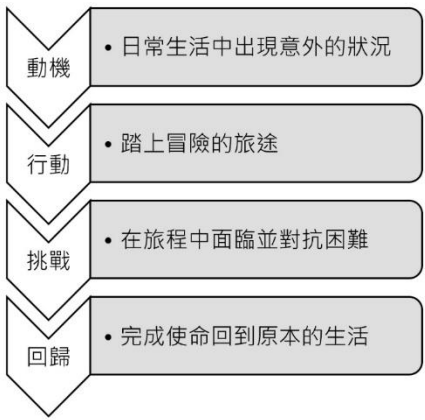 動機
• 日常生活中出現意外的狀況
行動
• 踏上冒險的旅途
挑戰
• 在旅程中面臨並對抗困難
回歸
• 完成使命回到原本的生活